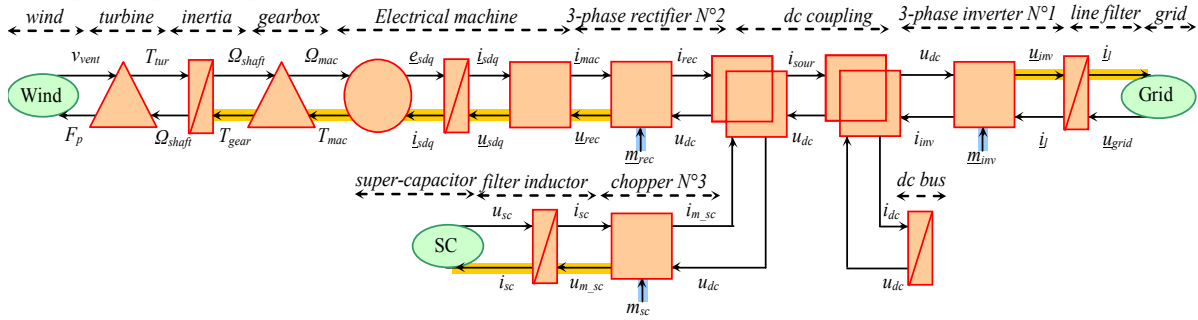 wind turbine inertia gearbox Electrical machine 3-phase rectifier N°2 dc coupling 3-phase inverter N°1 line filter grid
v_vent T_tur Ω_shaft Ω_mac e_sdq i_sdq i_mac i_rec i_sour u_dc u_inv i_l
Wind Grid
F_p Ω_shaft T_gear T_mac i_sdq u_sdq u_rec u_dc u_dc i_inv i_l u_grid
m_rec m_inv
super-capacitor filter inductor chopper N°3 dc bus
u_sc i_sc i_m_sc i_dc
SC
i_sc u_m_sc u_dc u_dc
m_sc